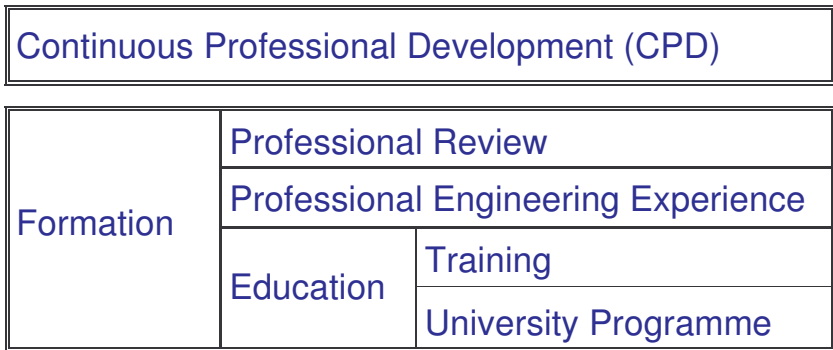 Continuous Professional Development (CPD)
Professional Review
Professional Engineering Experience
Formation
Training
Education
University Programme